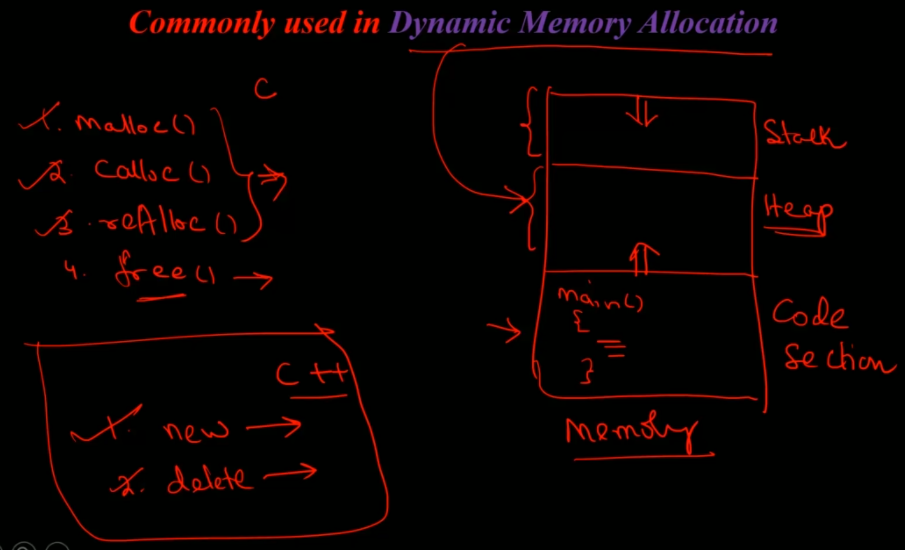 Commonly used in Dynamic Memory Allocation
C
1. malloc()
2. Calloc()
3. reAlloc()
4. free()
C++
1. new
2. delete
Stack
Heap
main()
{
}
Code
Section
Memory